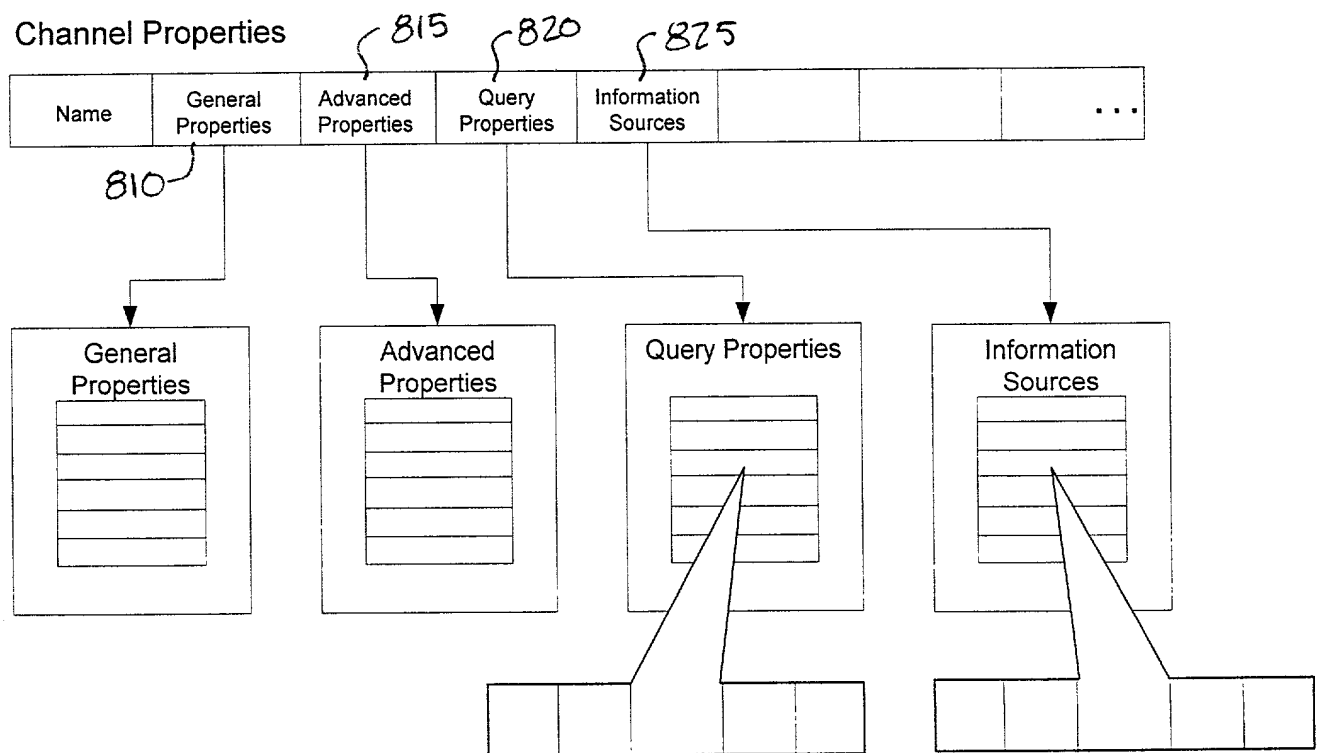 Channel Properties
815
820
825
Name
General
Properties
Advanced
Properties
Query
Properties
Information
Sources
...
810
General
Properties
Advanced
Properties
Query Properties
Information
Sources